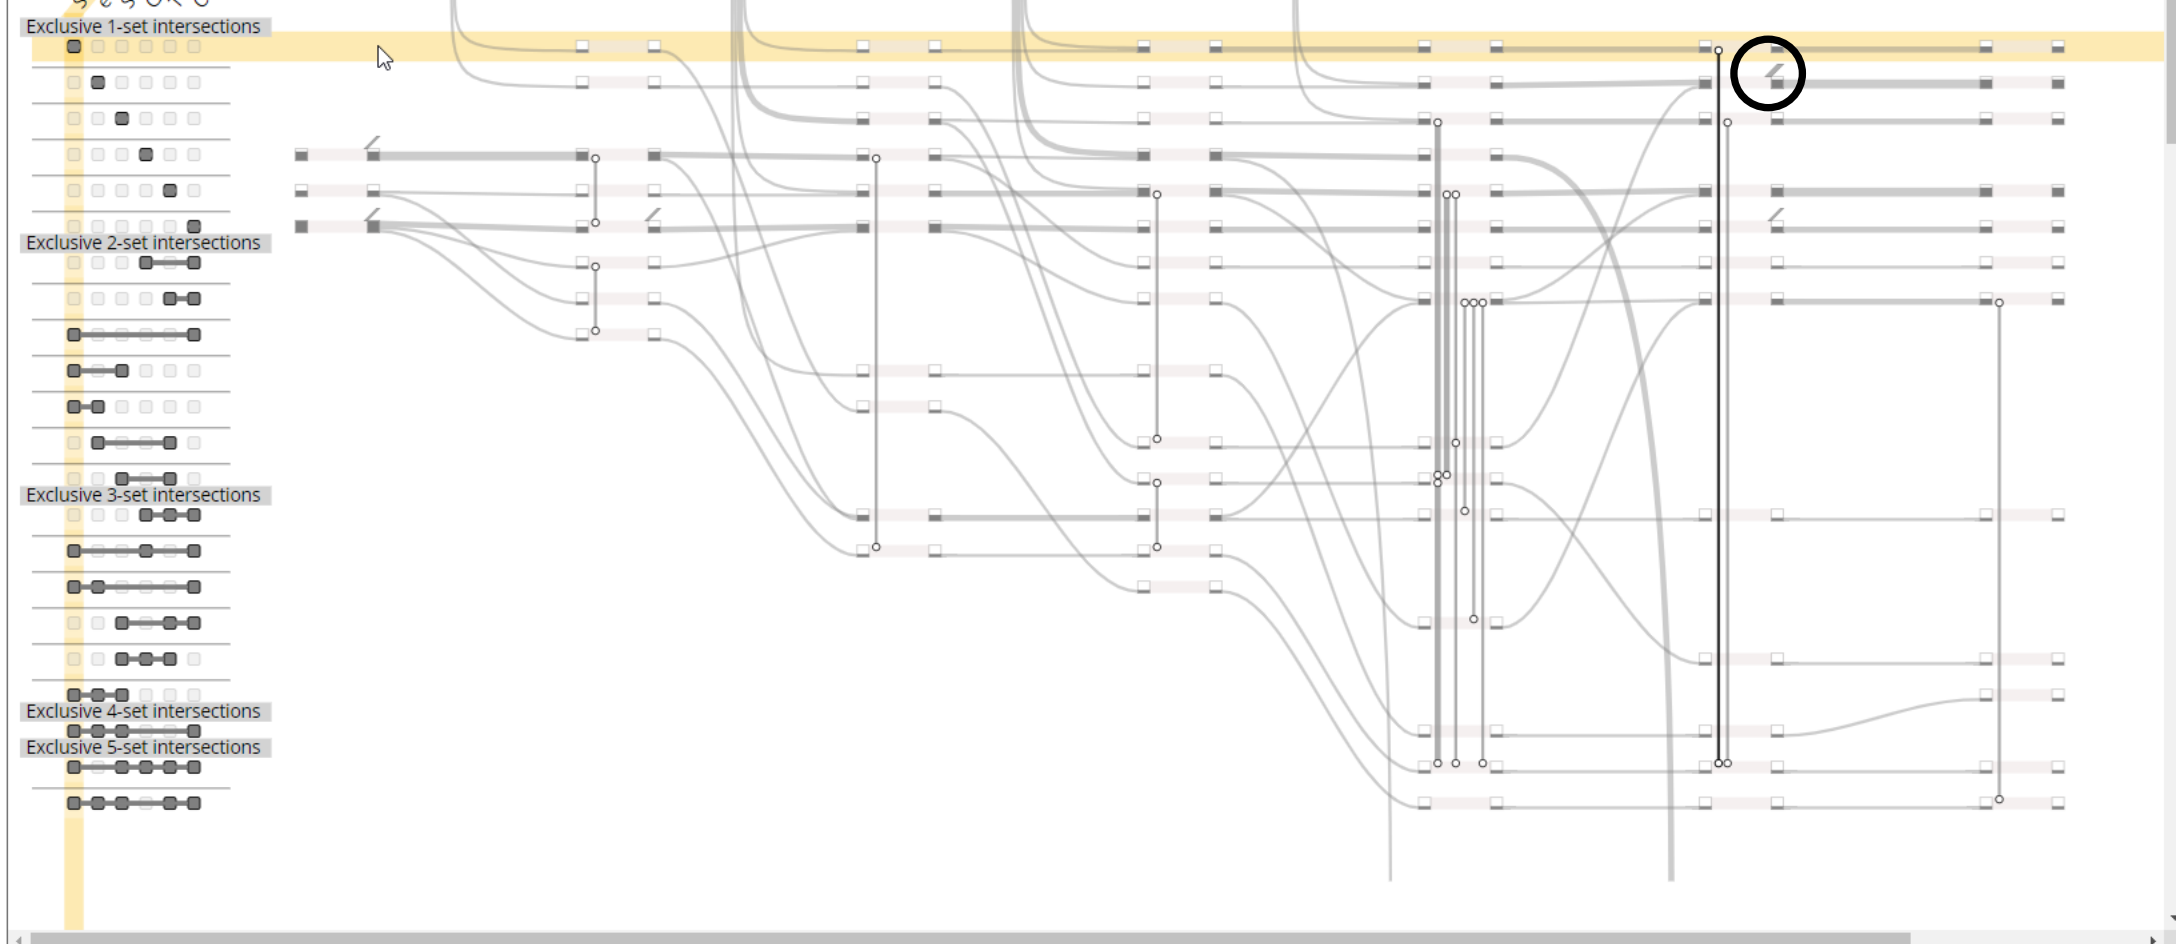 Exclusive 1-set intersections
Exclusive 2-set intersections
Exclusive 3-set intersections
Exclusive 4-set intersections
Exclusive 5-set intersections